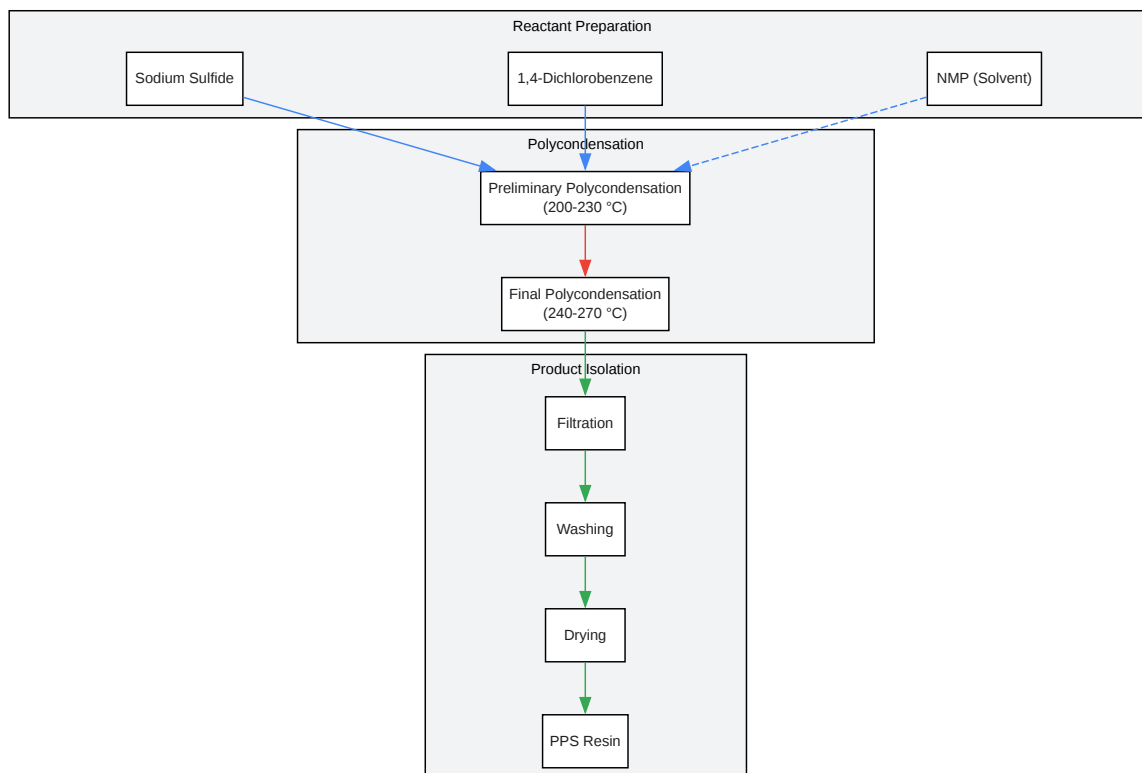 Reactant Preparation
Sodium Sulfide
1,4-Dichlorobenzene
NMP (Solvent)
Polycondensation
Preliminary Polycondensation
(200-230 °C)
Final Polycondensation
(240-270 °C)
Product Isolation
Filtration
Washing
Drying
PPS Resin